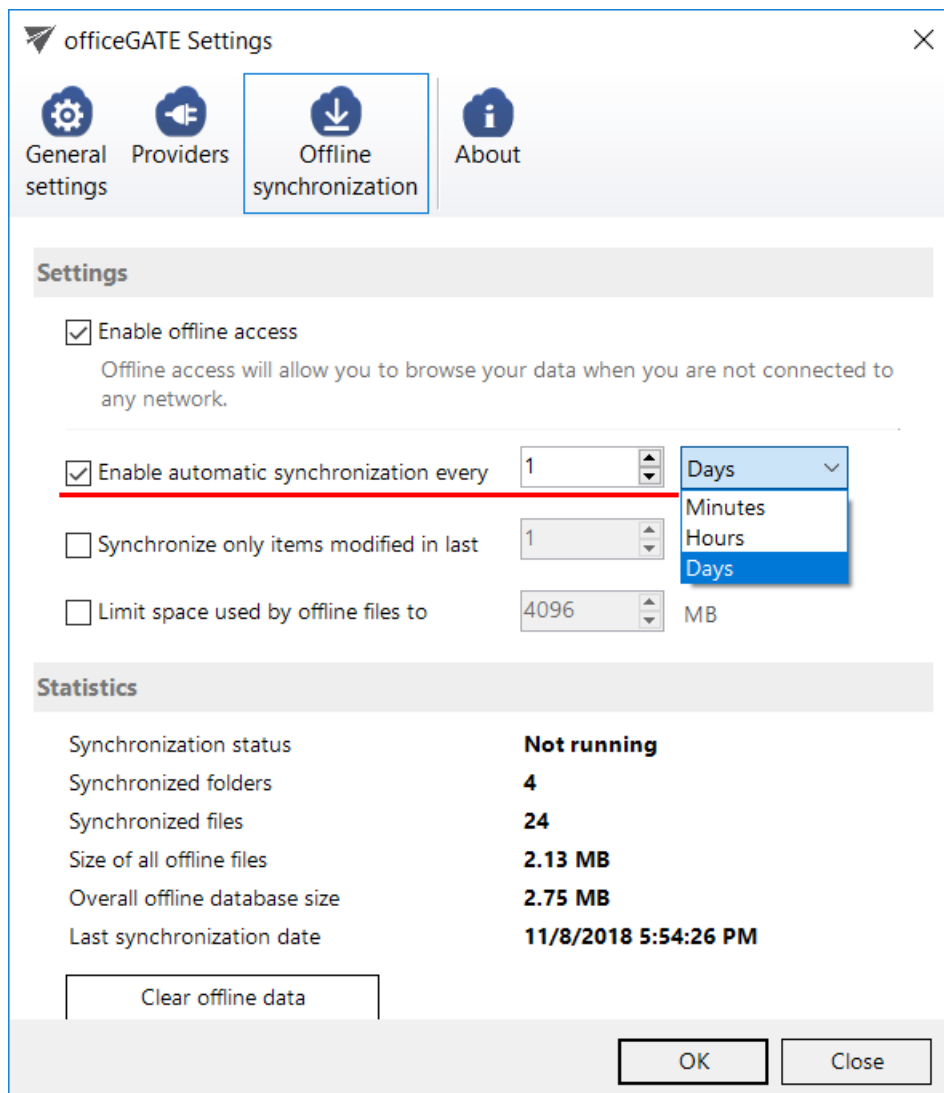 officeGATE Settings
General settings
Providers
Offline synchronization
About
Settings
Enable offline access
Offline access will allow you to browse your data when you are not connected to
any network.
Enable automatic synchronization every 1 Days
Minutes
Hours
Days
Synchronize only items modified in last 1
Limit space used by offline files to 4096 MB
Statistics
Synchronization status Not running
Synchronized folders 4
Synchronized files 24
Size of all offline files 2.13 MB
Overall offline database size 2.75 MB
Last synchronization date 11/8/2018 5:54:26 PM
Clear offline data
OK Close